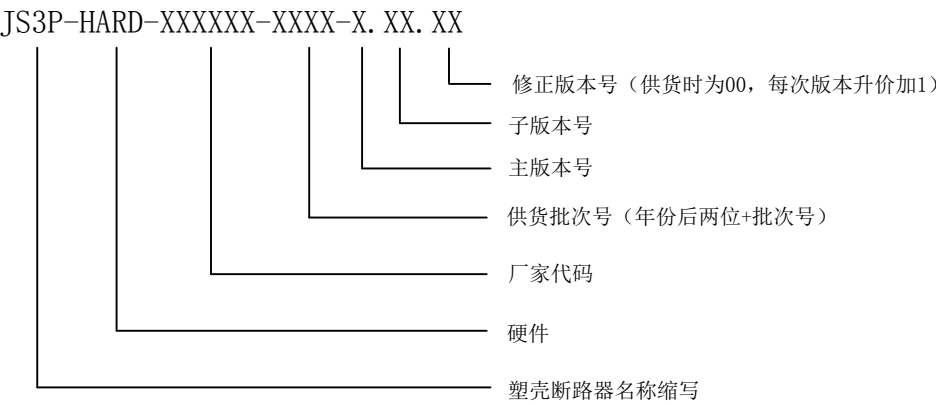 JS3P-HARD-XXXXXX-XXXX-X.XX.XX
修正版本号（供货时为00，每次版本升价加1）
子版本号
主版本号
供货批次号（年份后两位+批次号）
厂家代码
硬件
塑壳断路器名称缩写